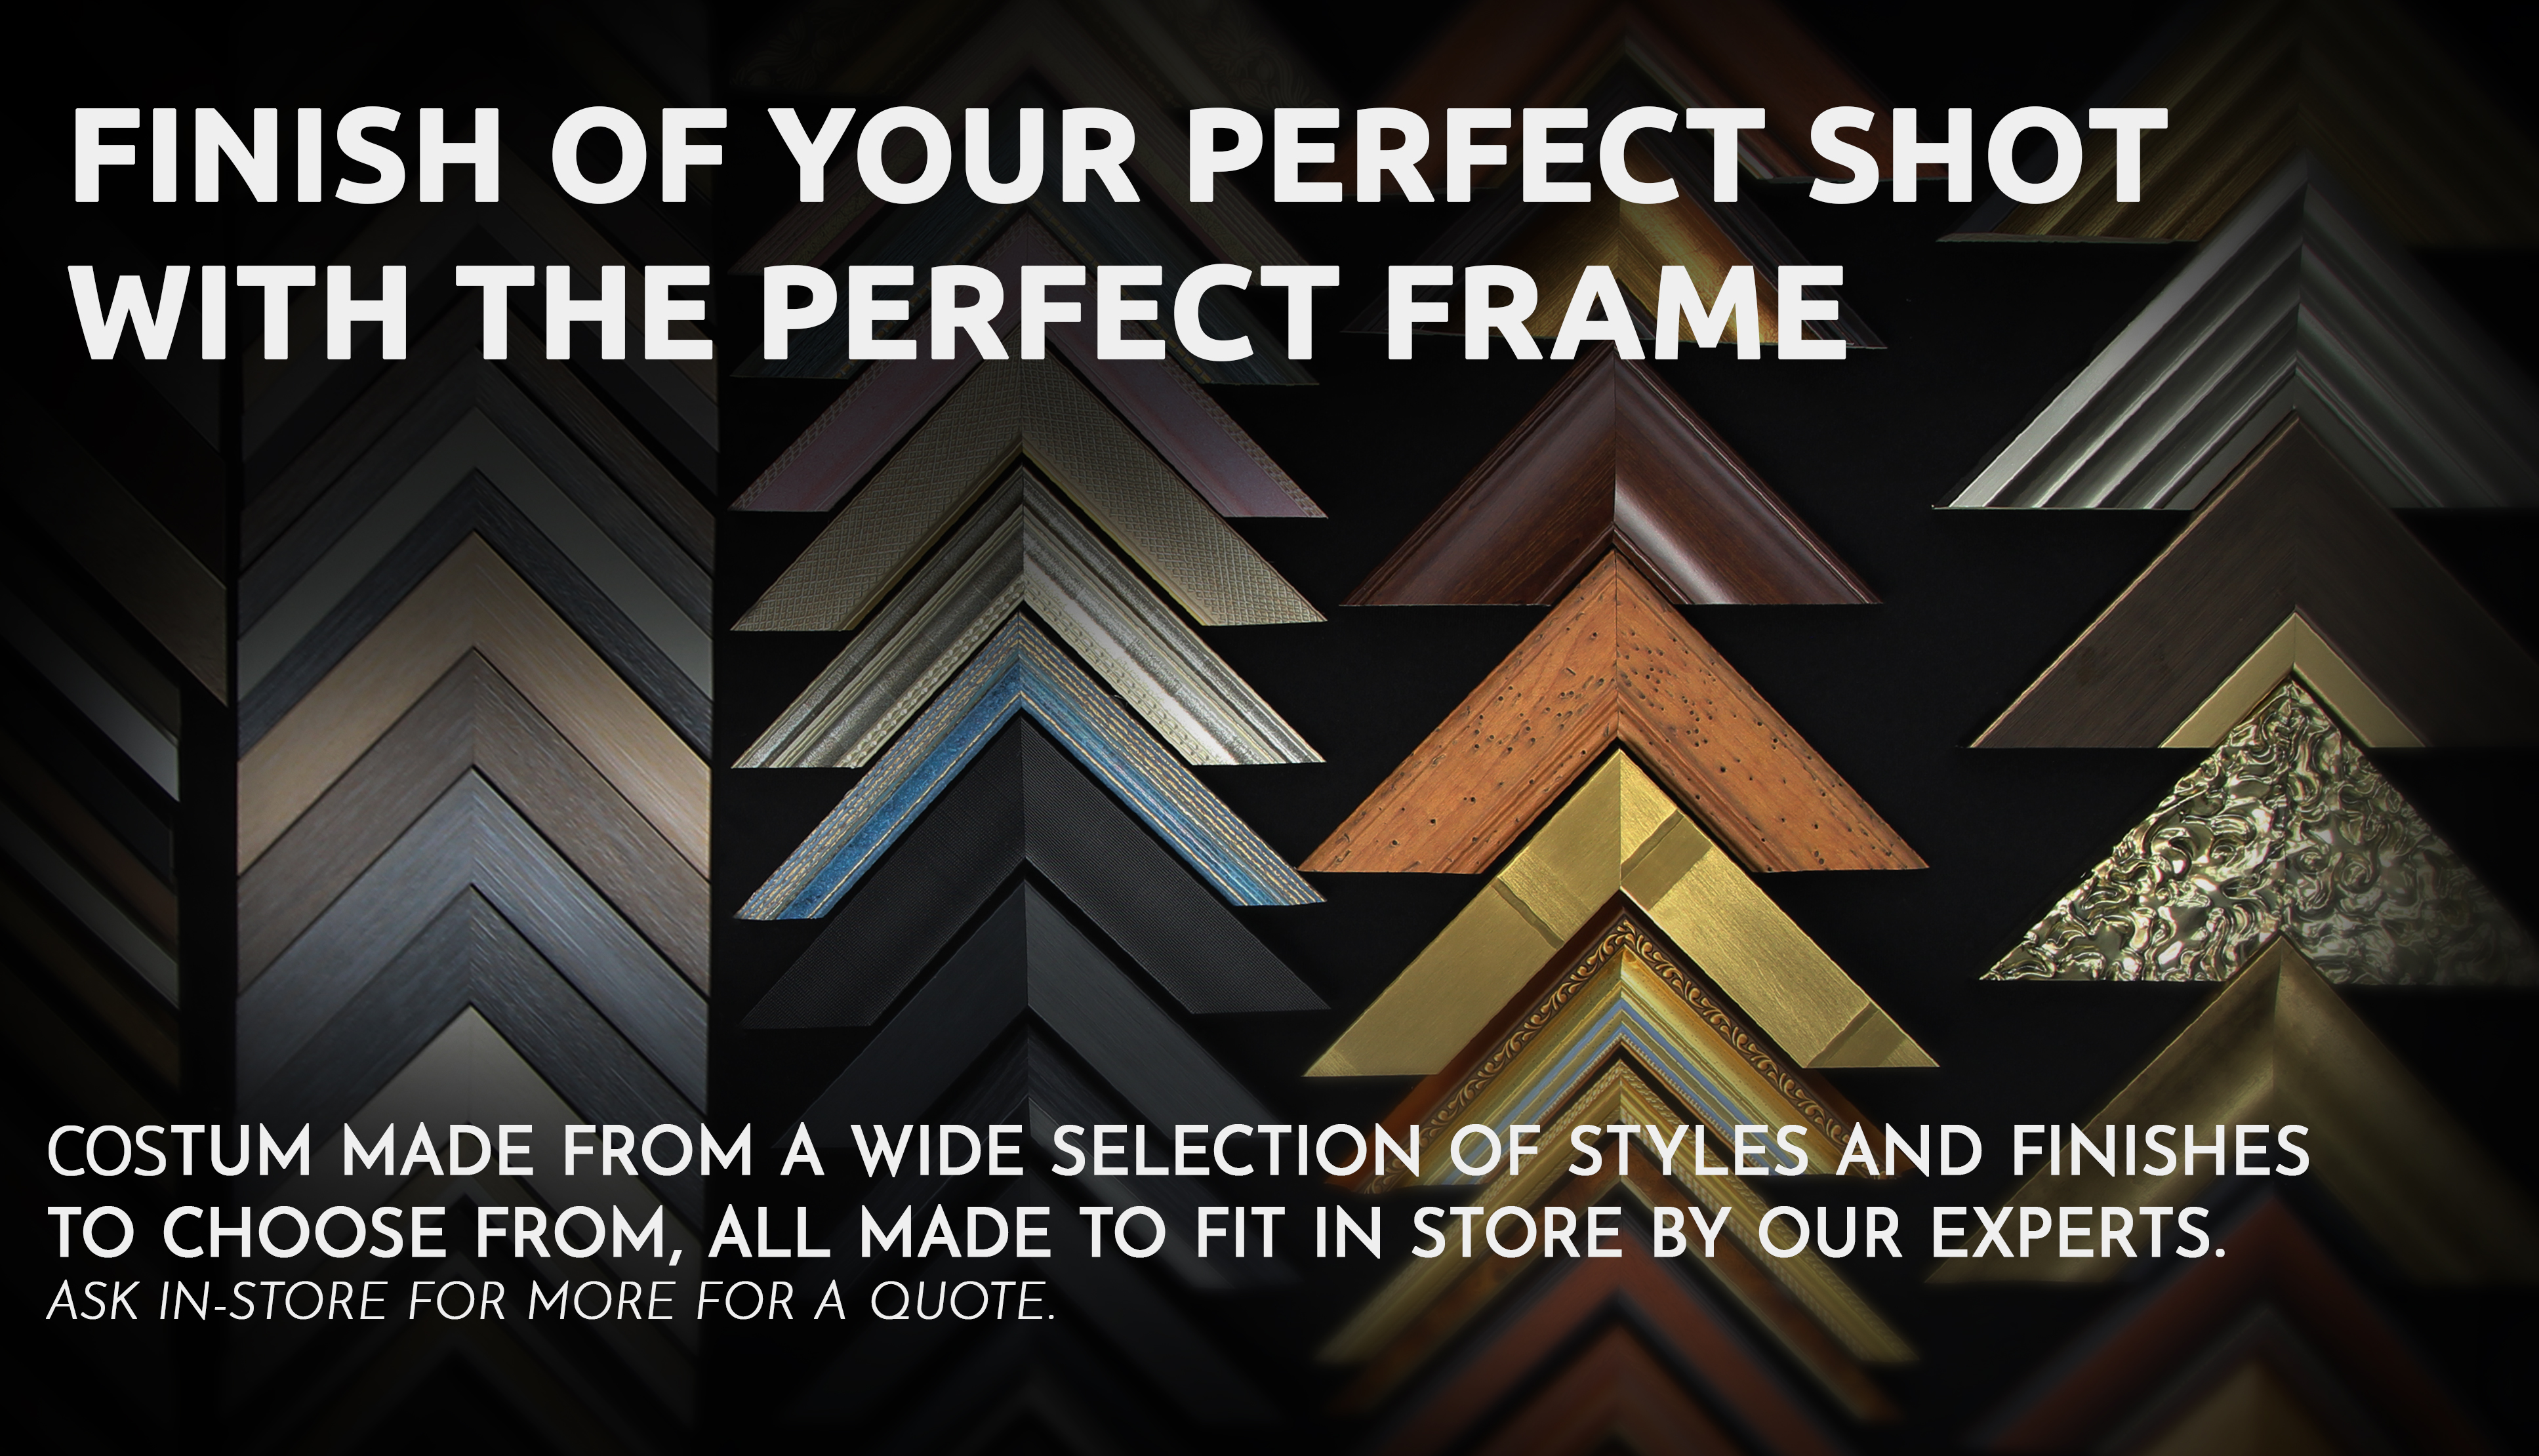 FINISH OF YOUR PERFECT SHOT
WITH THE PERFECT FRAME
COSTUM MADE FROM A WIDE SELECTION OF STYLES AND FINISHES
TO CHOOSE FROM, ALL MADE TO FIT IN STORE BY OUR EXPERTS.
ASK IN-STORE FOR MORE FOR A QUOTE.